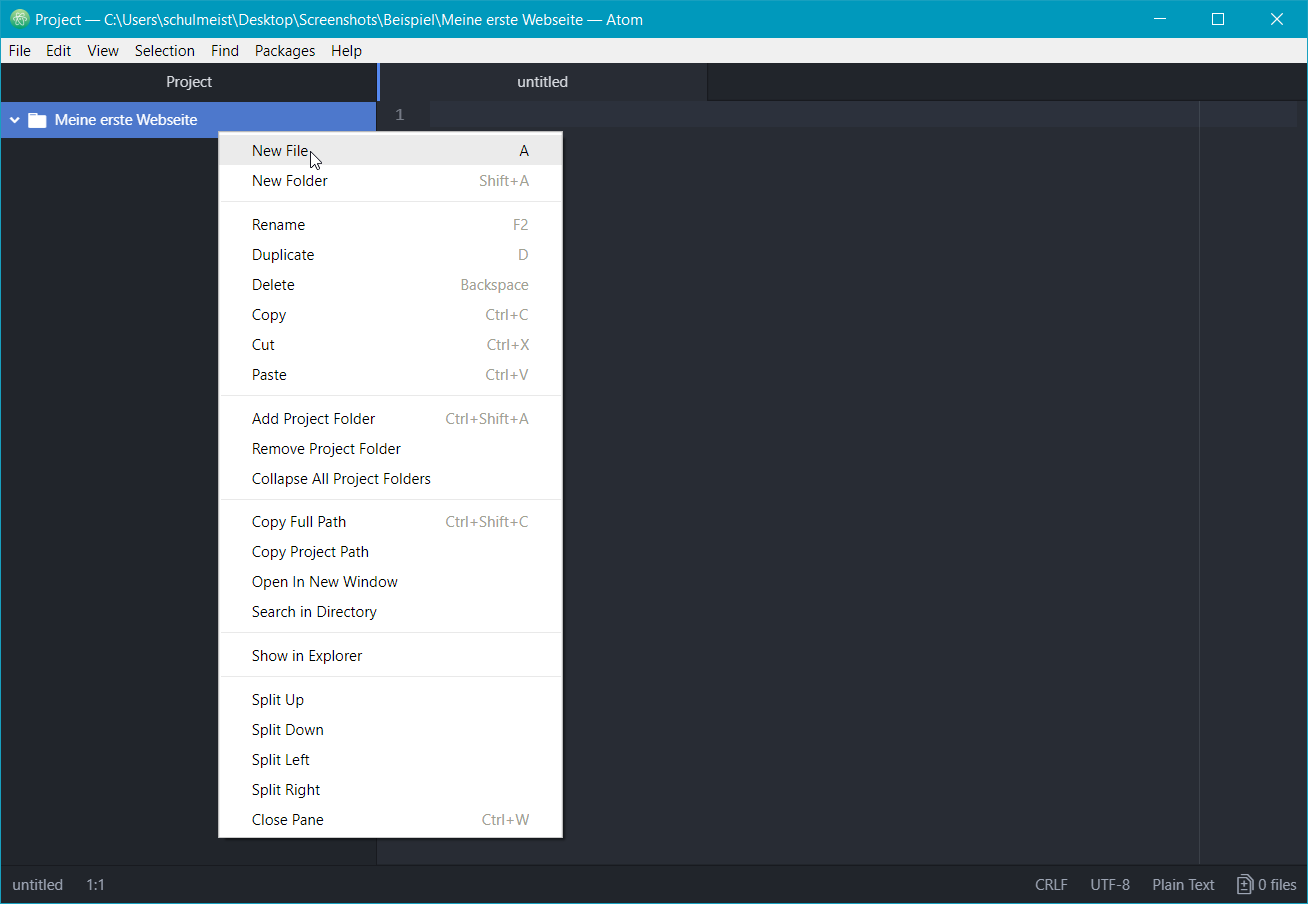 Project — C:\Users\schulmeist\Desktop\Screenshots\Beispiel\Meine erste Webseite — Atom
File Edit View Selection Find Packages Help
Project untitled
Meine erste Webseite 1
New File A
New Folder Shift+A
Rename F2
Duplicate D
Delete Backspace
Copy Ctrl+C
Cut Ctrl+X
Paste Ctrl+V
Add Project Folder Ctrl+Shift+A
Remove Project Folder
Collapse All Project Folders
Copy Full Path Ctrl+Shift+C
Copy Project Path
Open In New Window
Search in Directory
Show in Explorer
Split Up
Split Down
Split Left
Split Right
Close Pane Ctrl+W
untitled 1:1 CRLF UTF-8 Plain Text 0 files